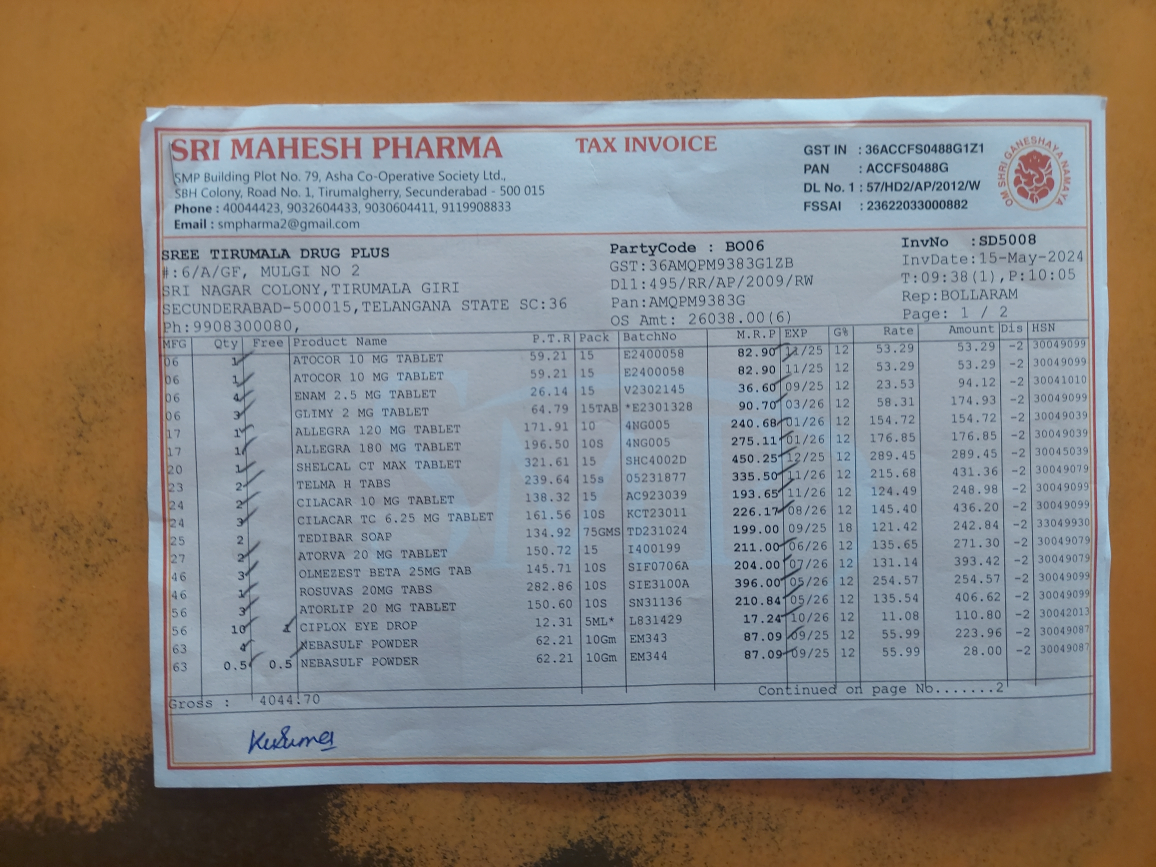 SRI MAHESH PHARMA TAX INVOICE
SMP Building Plot No. 79, Asha Co-Operative Society Ltd.,
SBH Colony, Road No. 1, Tirumalgherry, Secunderabad - 500 015
Phone : 40044423, 9032604433, 9030604411, 9119908833
Email : smpharma2@gmail.com
GST IN : 36ACCFS0488G1Z1
PAN : ACCFS0488G
DL No. 1 : 57/HD2/AP/2012/W
FSSAI : 23622033000882
OM SHRI GANESHAYA NAMAYA
SREE TIRUMALA DRUG PLUS
#:6/A/GF, MULGI NO 2
SRI NAGAR COLONY,TIRUMALA GIRI
SECUNDERABAD-500015,TELANGANA STATE SC:36
Ph:9908300080,
PartyCode : BO06
GST:36AMQPM9383G1ZB
Dl1:495/RR/AP/2009/RW
Pan:AMQPM9383G
OS Amt: 26038.00(6)
InvNo :SD5008
InvDate:15-May-2024
T:09:38(1),P:10:05
Rep:BOLLARAM
Page: 1 / 2
MFG Qty Free Product Name P.T.R Pack BatchNo M.R.P EXP G% Rate Amount Dis HSN
06 1 ATOCOR 10 MG TABLET 59.21 15 E2400058 82.90 11/25 12 53.29 53.29 -2 30049099
06 1 ATOCOR 10 MG TABLET 59.21 15 E2400058 82.90 11/25 12 53.29 53.29 -2 30049099
06 4 ENAM 2.5 MG TABLET 26.14 15 V2302145 36.60 09/25 12 23.53 94.12 -2 30041010
06 3 GLIMY 2 MG TABLET 64.79 15TAB *E2301328 90.70 03/26 12 58.31 174.93 -2 30049099
17 1 ALLEGRA 120 MG TABLET 171.91 10 4NG005 240.68 01/26 12 154.72 154.72 -2 30049039
17 1 ALLEGRA 180 MG TABLET 196.50 10S 4NG005 275.11 01/26 12 176.85 176.85 -2 30049039
20 1 SHELCAL CT MAX TABLET 321.61 15 SHC4002D 450.25 12/25 12 289.45 289.45 -2 30045039
23 2 TELMA H TABS 239.64 15s 05231877 335.50 11/26 12 215.68 431.36 -2 30049079
24 2 CILACAR 10 MG TABLET 138.32 15 AC923039 193.65 11/26 12 124.49 248.98 -2 30049099
24 3 CILACAR TC 6.25 MG TABLET 161.56 10S KCT23011 226.17 08/26 12 145.40 436.20 -2 30049099
25 2 TEDIBAR SOAP 134.92 75GMS TD231024 199.00 09/25 18 121.42 242.84 -2 33049930
27 2 ATORVA 20 MG TABLET 150.72 15 I400199 211.00 06/26 12 135.65 271.30 -2 30049079
46 3 OLMEZEST BETA 25MG TAB 145.71 10S SIF0706A 204.00 07/26 12 131.14 393.42 -2 30049079
46 1 ROSUVAS 20MG TABS 282.86 10S SIE3100A 396.00 05/26 12 254.57 254.57 -2 30049099
56 3 ATORLIP 20 MG TABLET 150.60 10S SN31136 210.84 05/26 12 135.54 406.62 -2 30049099
56 10 1 CIPLOX EYE DROP 12.31 5ML* L831429 17.24 10/26 12 11.08 110.80 -2 30042013
63 4 NEBASULF POWDER 62.21 10Gm EM343 87.09 09/25 12 55.99 223.96 -2 30049087
63 0.5 0.5 NEBASULF POWDER 62.21 10Gm EM344 87.09 09/25 12 55.99 28.00 -2 30049087
Continued on page No.......2
Gross : 4044.70
Kusuma